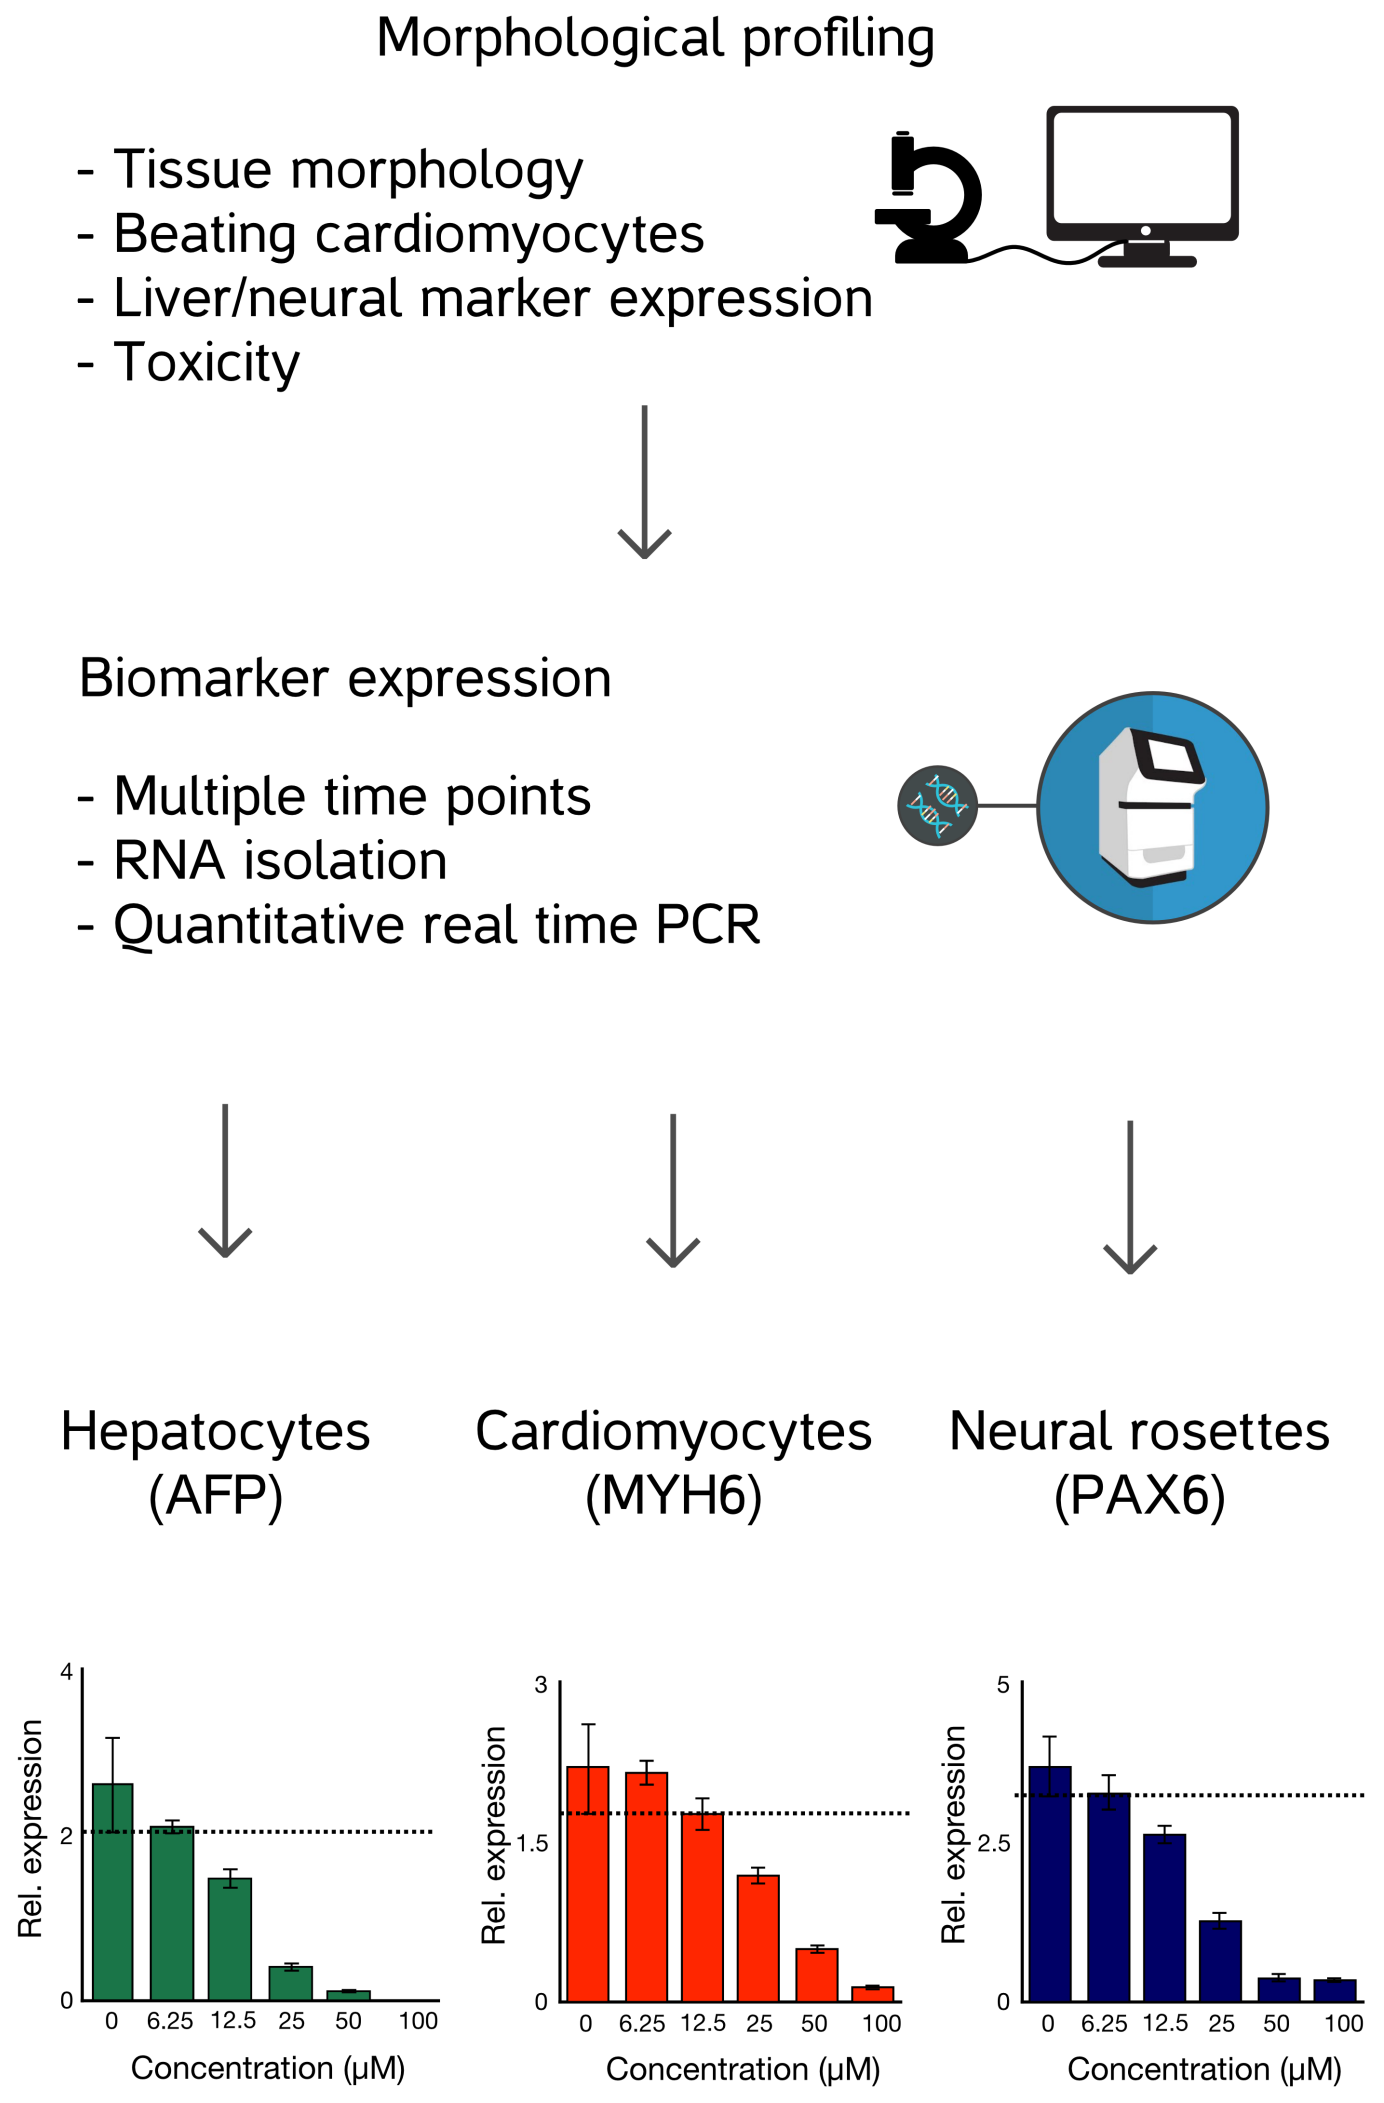 Morphological profiling
- Tissue morphology
- Beating cardiomyocytes
- Liver/neural marker expression
- Toxicity
Biomarker expression
- Multiple time points
- RNA isolation
- Quantitative real time PCR
Hepatocytes
(AFP)
Cardiomyocytes
(MYH6)
Neural rosettes
(PAX6)
Rel. expression
4
2
0
0 6.25 12.5 25 50 100
Concentration (µM)
Rel. expression
3
1.5
0
0 6.25 12.5 25 50 100
Concentration (µM)
Rel. expression
5
2.5
0
0 6.25 12.5 25 50 100
Concentration (µM)